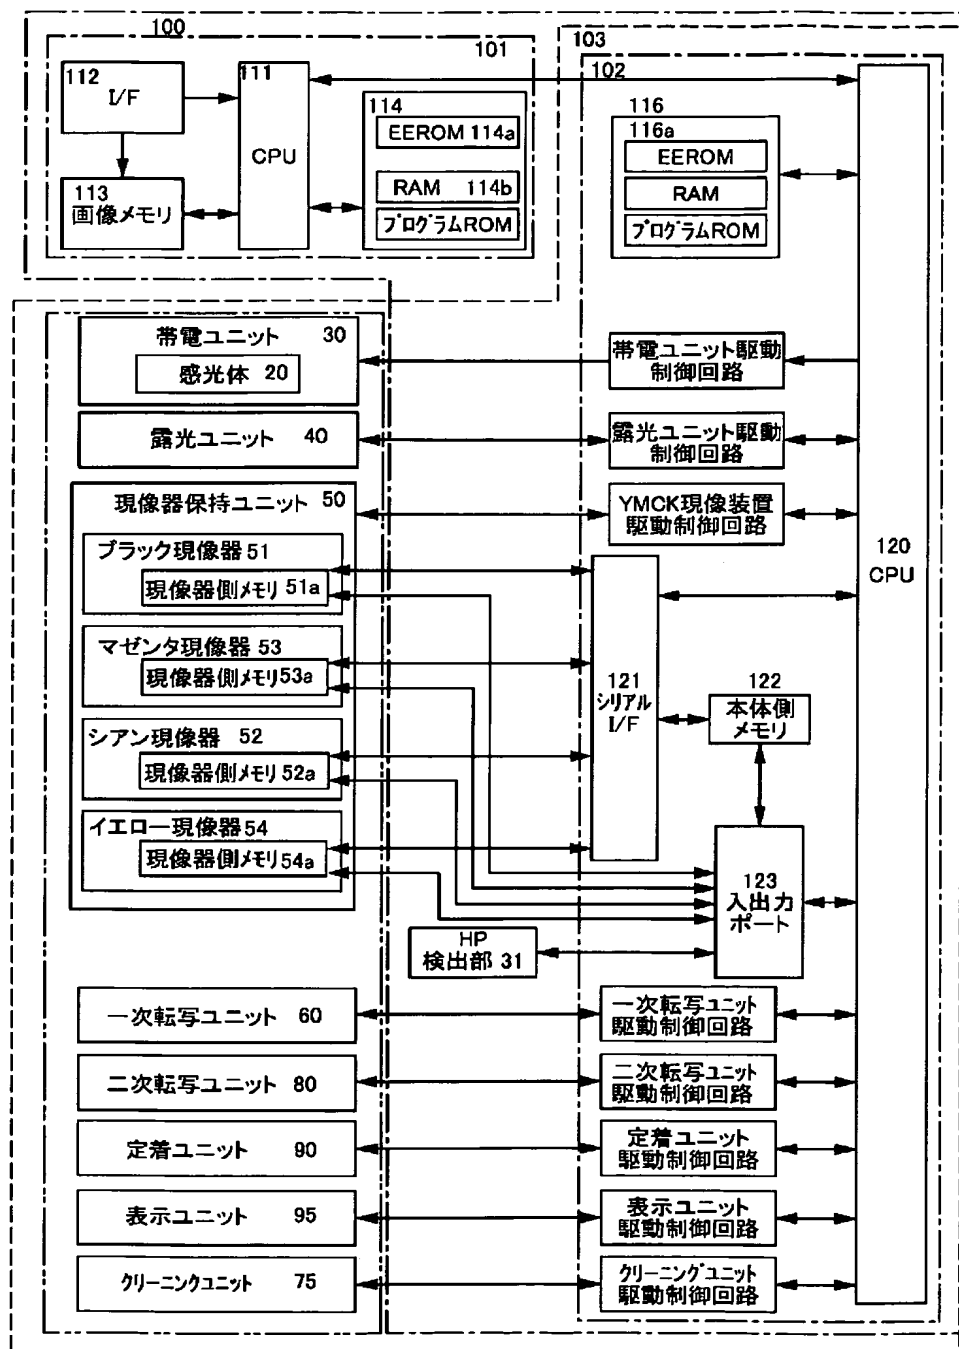 100
101
112
I/F
111
CPU
113
画像メモリ
114
EEROM 114a
RAM 114b
プログラムROM
103
102
116
116a
EEROM
RAM
プログラムROM
120
CPU
帯電ユニット 30
感光体 20
帯電ユニット駆動
制御回路
露光ユニット 40
露光ユニット駆動
制御回路
現像器保持ユニット 50
YMCK現像装置
駆動制御回路
ブラック現像器 51
現像器側メモリ 51a
マゼンタ現像器 53
現像器側メモリ53a
シアン現像器 52
現像器側メモリ 52a
イエロー現像器 54
現像器側メモリ 54a
121
シリアル
I/F
122
本体側
メモリ
123
入出力
ポート
HP
検出部 31
一次転写ユニット 60
一次転写ユニット
駆動制御回路
二次転写ユニット 80
二次転写ユニット
駆動制御回路
定着ユニット 90
定着ユニット
駆動制御回路
表示ユニット 95
表示ユニット
駆動制御回路
クリーニングユニット 75
クリーニングユニット
駆動制御回路